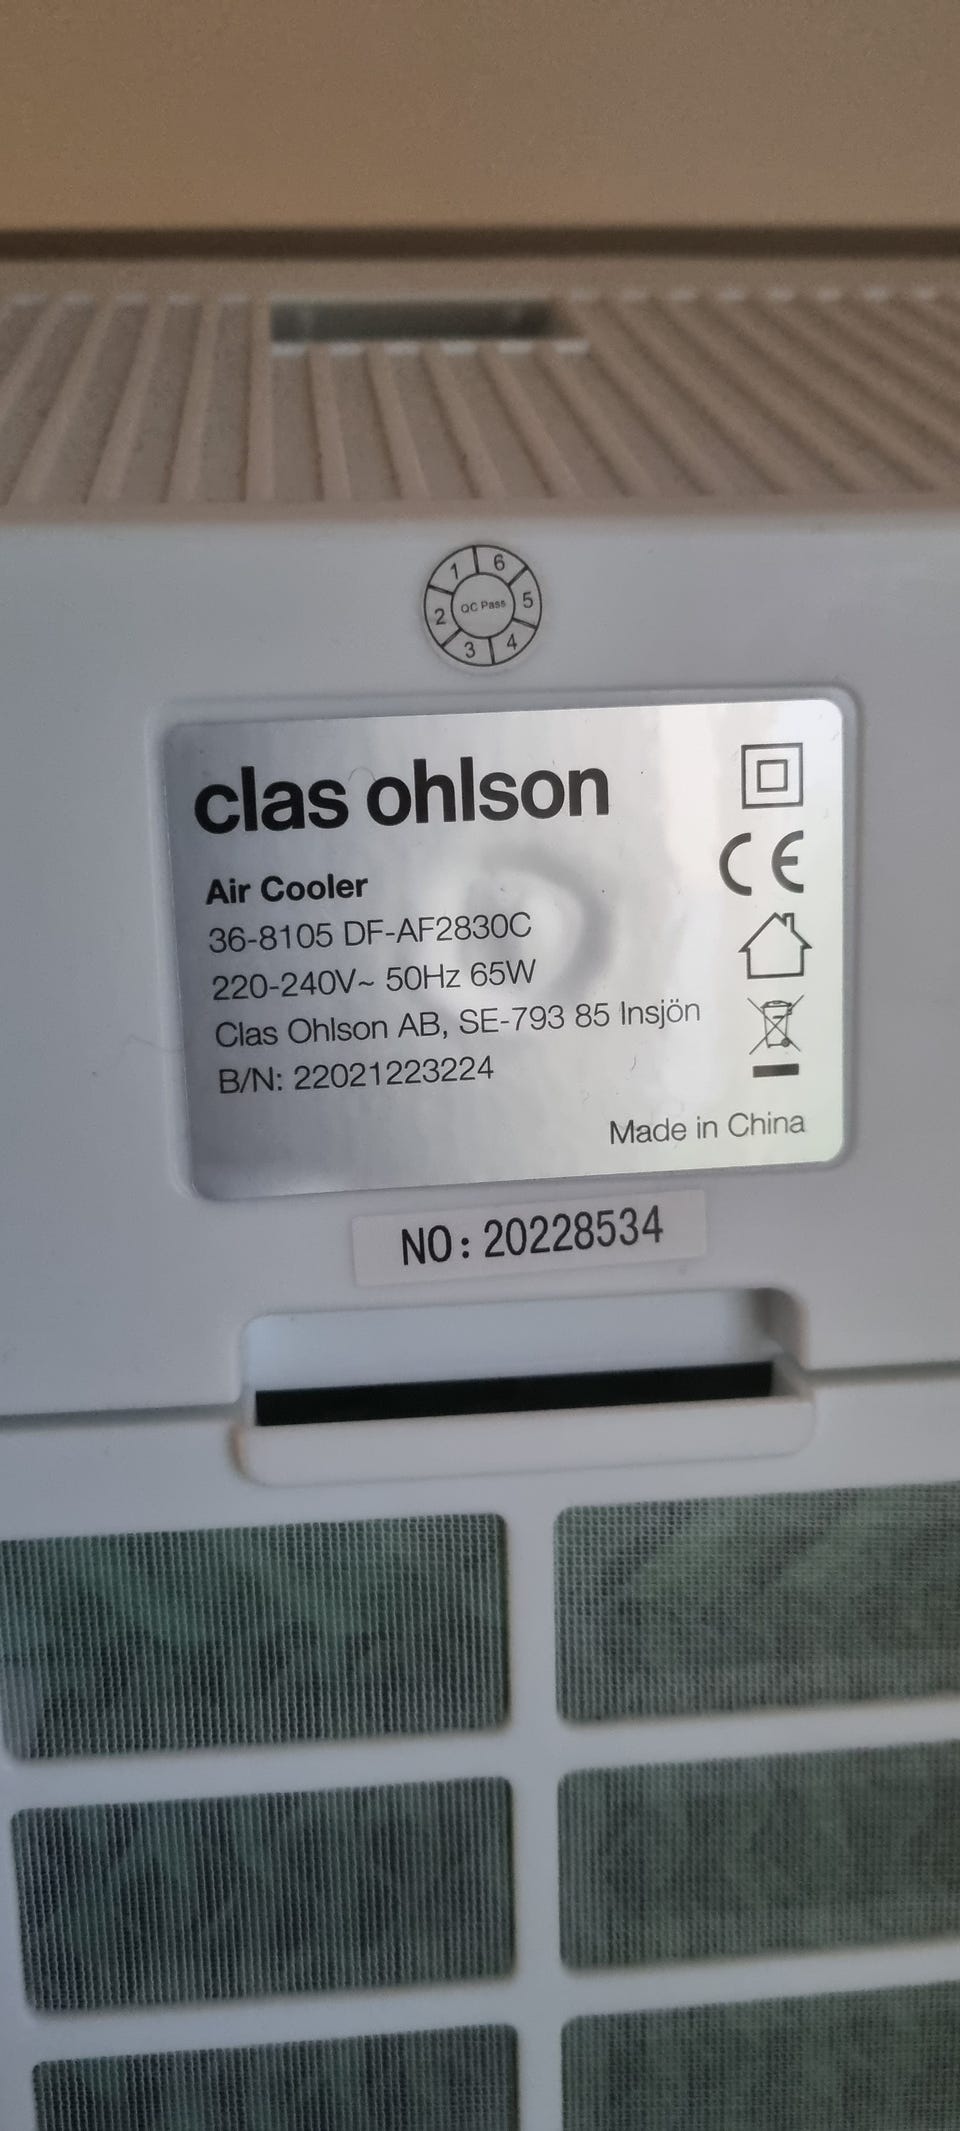 1 6
2 QC Pass 5
3 4
clas ohlson
Air Cooler
36-8105 DF-AF2830C
220-240V~ 50Hz 65W
Clas Ohlson AB, SE-793 85 Insjön
B/N: 22021223224
CE
Made in China
NO: 20228534